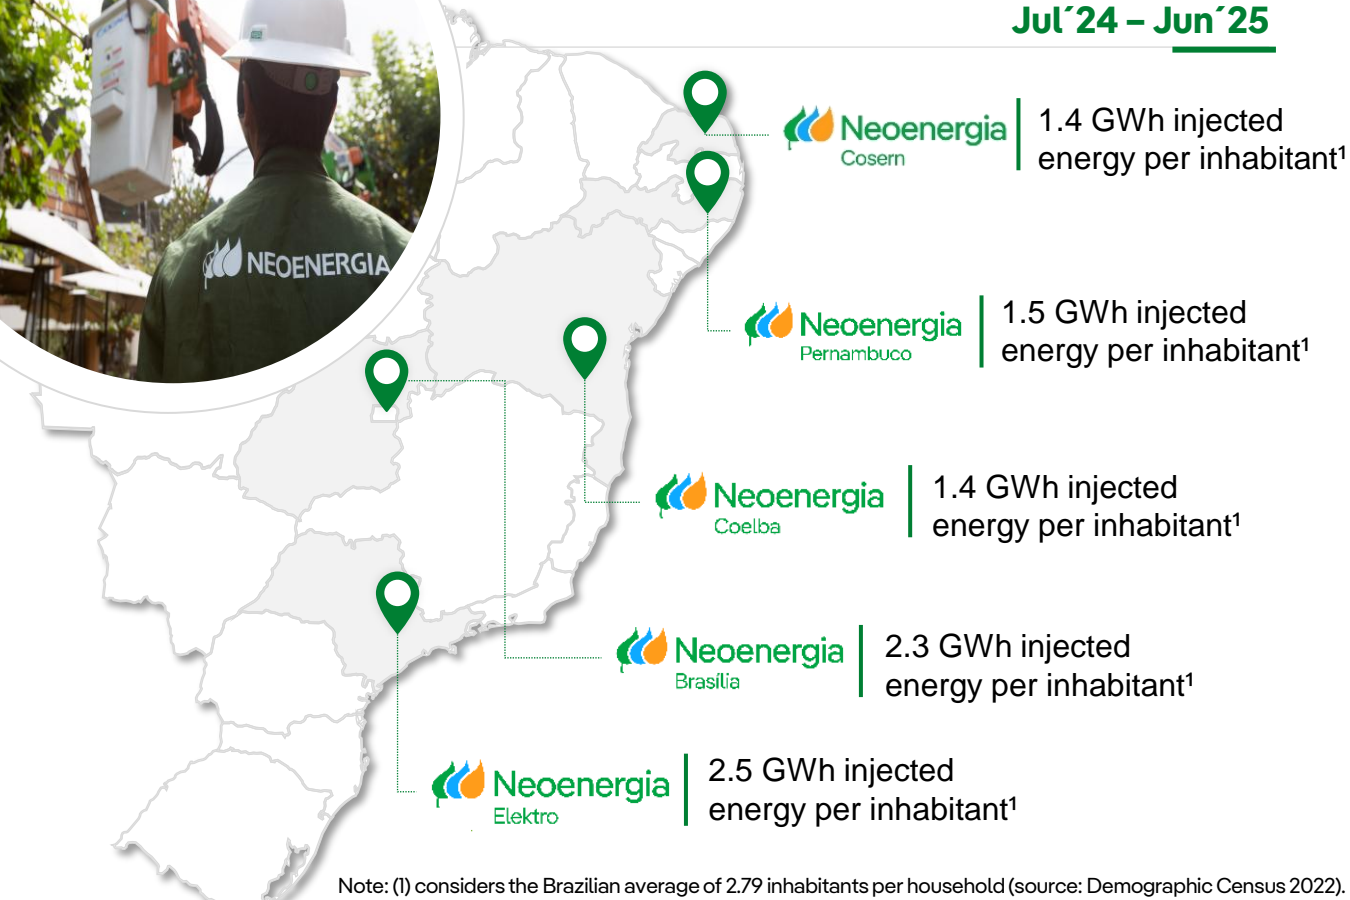 Jul´24 – Jun´25
NEOENERGIA
Neoenergia
Cosern
1.4 GWh injected
energy per inhabitant¹
Neoenergia
Pernambuco
1.5 GWh injected
energy per inhabitant¹
Neoenergia
Coelba
1.4 GWh injected
energy per inhabitant¹
Neoenergia
Brasília
2.3 GWh injected
energy per inhabitant¹
Neoenergia
Elektro
2.5 GWh injected
energy per inhabitant¹
Note: (1) considers the Brazilian average of 2.79 inhabitants per household (source: Demographic Census 2022).